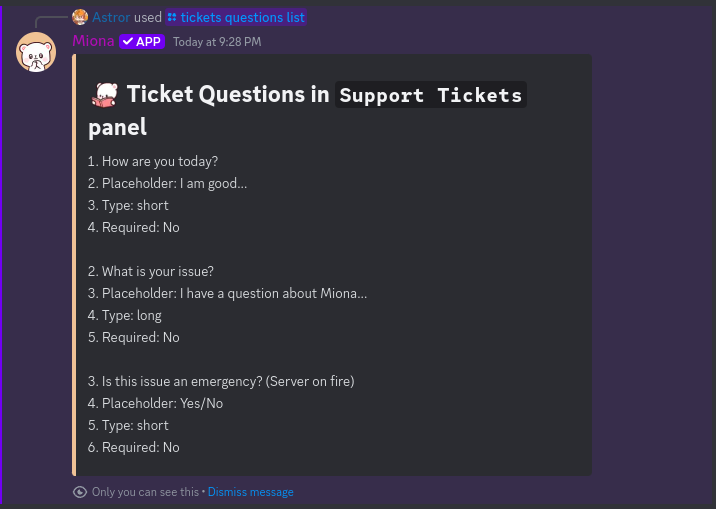 Astror used tickets questions list
Miona ✓ APP Today at 9:28 PM
Ticket Questions in Support Tickets
panel
1. How are you today?
2. Placeholder: I am good...
3. Type: short
4. Required: No
2. What is your issue?
3. Placeholder: I have a question about Miona...
4. Type: long
5. Required: No
3. Is this issue an emergency? (Server on fire)
4. Placeholder: Yes/No
5. Type: short
6. Required: No
Only you can see this • Dismiss message